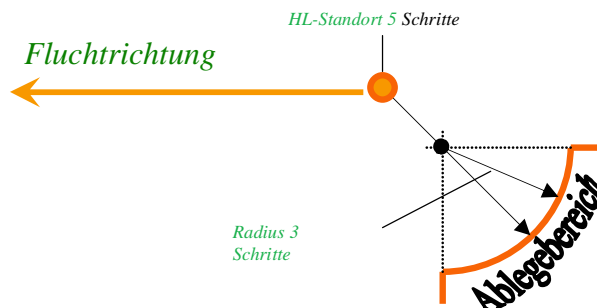 HL-Standort 5 Schritte
Fluchtrichtung
Radius 3
Schritte
Ablegebereich